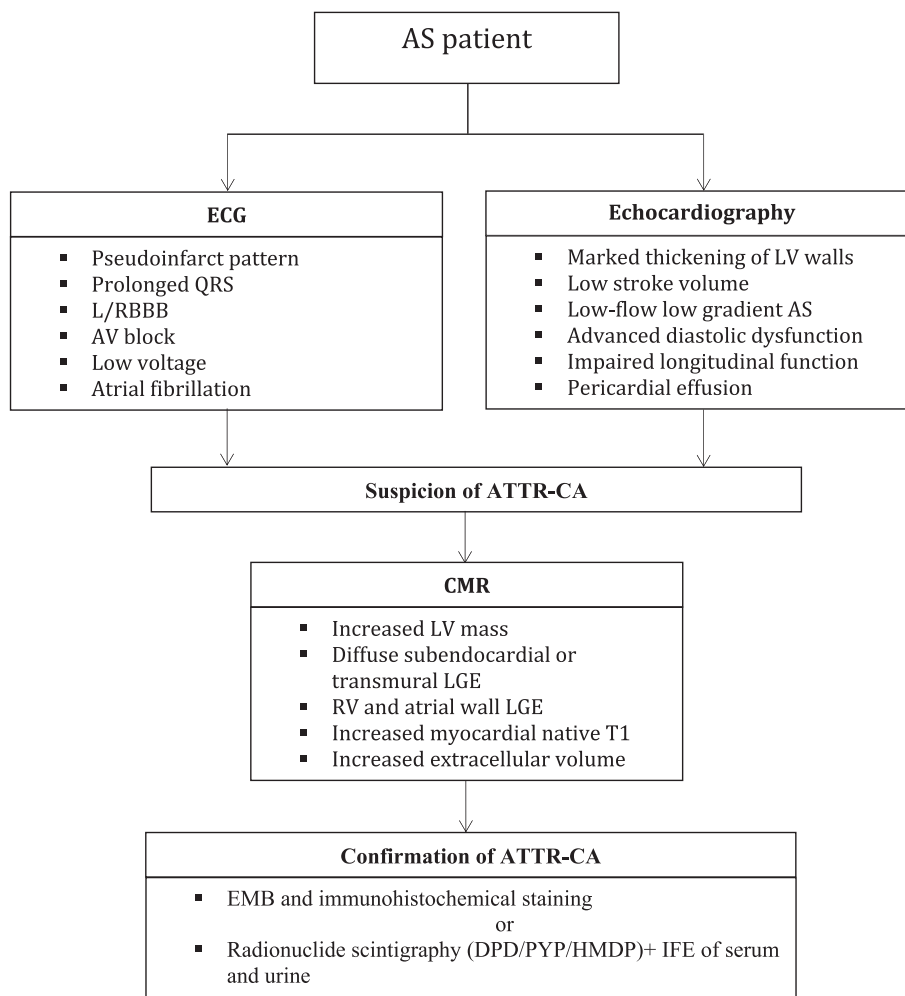 AS patient
ECG
▪ Pseudoinfarct pattern
▪ Prolonged QRS
▪ L/RBBB
▪ AV block
▪ Low voltage
▪ Atrial fibrillation
Echocardiography
▪ Marked thickening of LV walls
▪ Low stroke volume
▪ Low-flow low gradient AS
▪ Advanced diastolic dysfunction
▪ Impaired longitudinal function
▪ Pericardial effusion
Suspicion of ATTR-CA
CMR
▪ Increased LV mass
▪ Diffuse subendocardial or
transmural LGE
▪ RV and atrial wall LGE
▪ Increased myocardial native T1
▪ Increased extracellular volume
Confirmation of ATTR-CA
▪ EMB and immunohistochemical staining
or
▪ Radionuclide scintigraphy (DPD/PYP/HMDP)+ IFE of serum
and urine